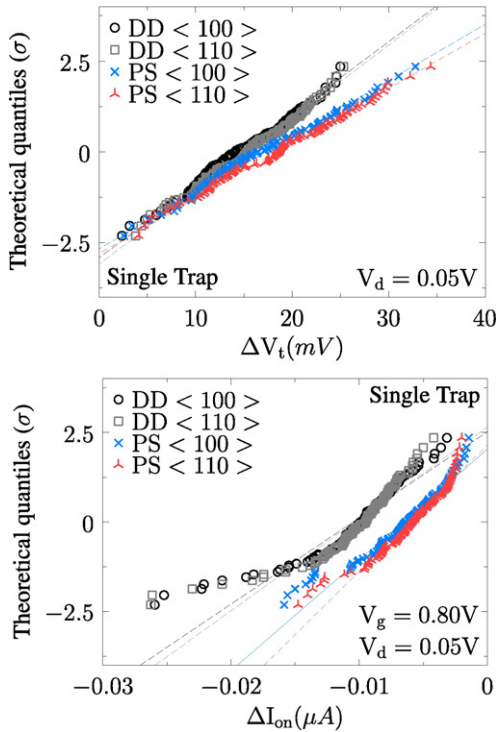 DD < 100 >
DD < 110 >
PS < 100 >
PS < 110 >
2.5
0
−2.5
Theoretical quantiles (σ)
Single Trap
V_d = 0.05V
0 10 20 30 40
ΔV_t(mV)
DD < 100 >
DD < 110 >
PS < 100 >
PS < 110 >
Single Trap
2.5
0
−2.5
Theoretical quantiles (σ)
V_g = 0.80V
V_d = 0.05V
−0.03 −0.02 −0.01 0
ΔI_on(μA)